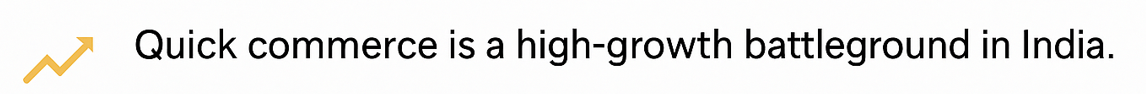 Quick commerce is a high-growth battleground in India.